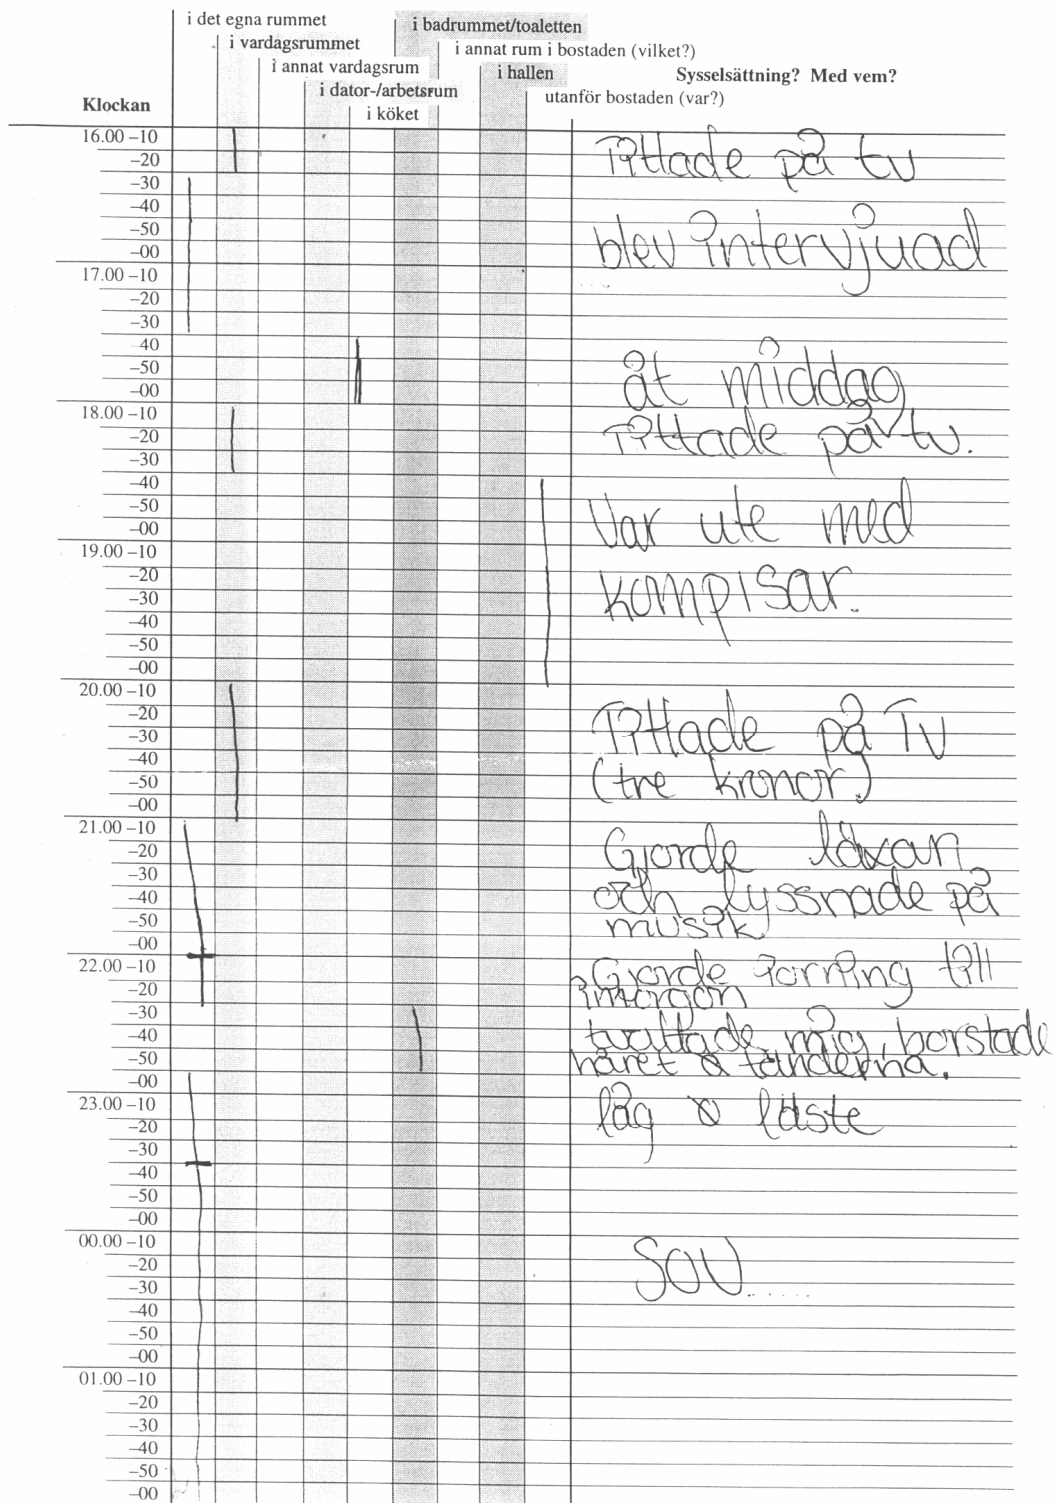 i det egna rummet
i badrummet/toaletten
i vardagsrummet
i annat rum i bostaden (vilket?)
i annat vardagsrum
i hallen
Sysselsättning? Med vem?
i dator-/arbetsrum
utanför bostaden (var?)
Klockan
i köket
16.00 –10
Tittade på tv
–20
–30
–40
–50
blev intervjuad
–00
17.00 –10
–20
–30
40
–50
åt middag
–00
18.00 –10
–20
Tittade på tv.
–30
–40
–50
Var ute med
–00
19.00 –10
–20
–30
kompisar.
–40
–50
–00
20.00 –10
–20
–30
Tittade på TV
–40
–50
(tre kronor)
–00
21.00 –10
–20
Gjorde läxan
–30
–40
och lyssnade på
–50
musik
–00
22.00 –10
Gjorde iorning till
–20
imorgon
–30
–40
tvättade mig, borstade
–50
håret & tänderna.
–00
23.00 –10
låg & läste
–20
–30
–40
–50
–00
00.00 –10
–20
SOV.....
–30
–40
–50
–00
01.00 –10
–20
–30
–40
–50
–00